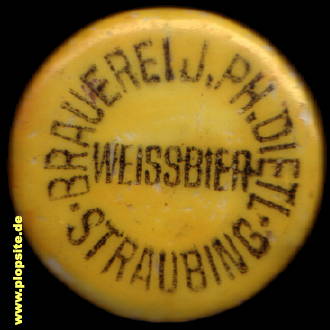 BRAUEREI J. PH. DIETL
WEISSBIER
· STRAUBING ·
www.plopsite.de